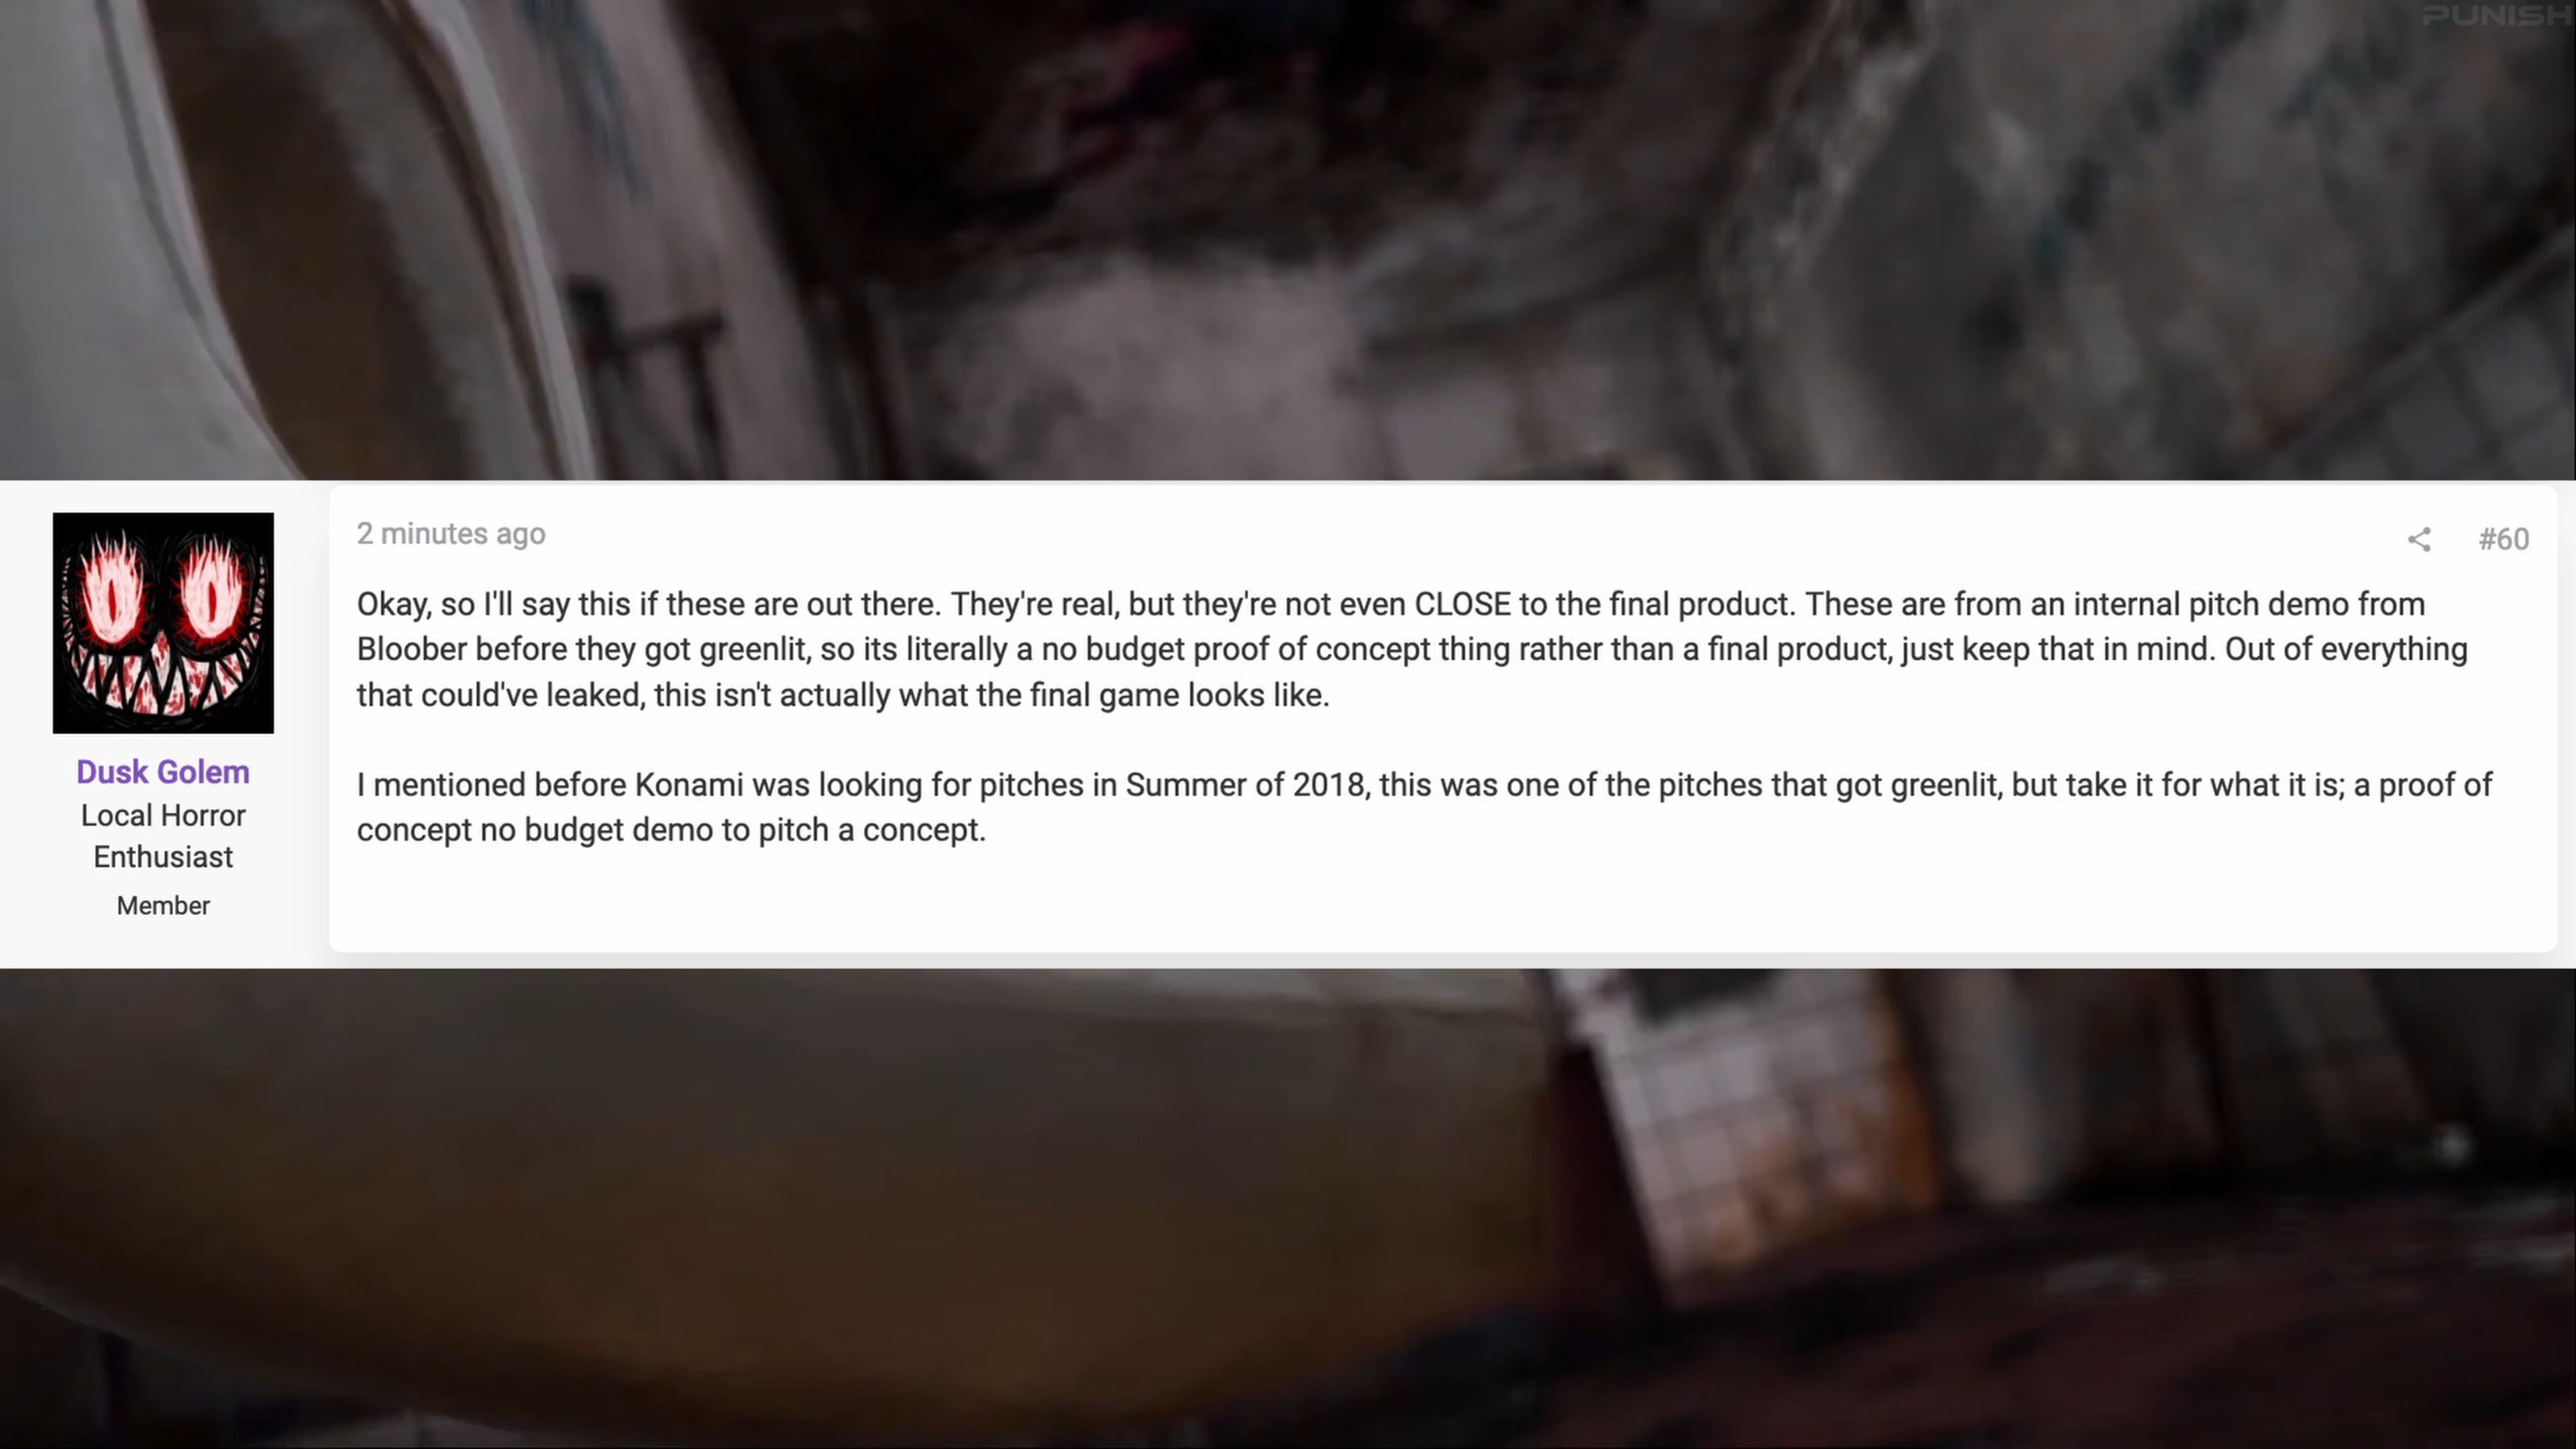 PUNISH
2 minutes ago
#60
Okay, so I'll say this if these are out there. They're real, but they're not even CLOSE to the final product. These are from an internal pitch demo from
Bloober before they got greenlit, so its literally a no budget proof of concept thing rather than a final product, just keep that in mind. Out of everything
that could've leaked, this isn't actually what the final game looks like.
I mentioned before Konami was looking for pitches in Summer of 2018, this was one of the pitches that got greenlit, but take it for what it is; a proof of
concept no budget demo to pitch a concept.
Dusk Golem
Local Horror
Enthusiast
Member